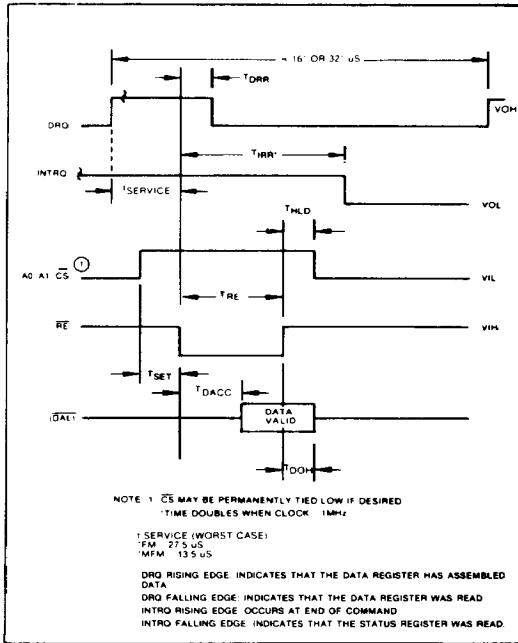 * 16* OR 32* uS
TDRR
DRQ
VOH
TIRR*
INTRQ
tSERVICE
VOL
THLD
A0 A1 CS 1
VIL
TRE
RE
VIH
TSET
TDACC
(DAL)
DATA
VALID
TDOH
NOTE 1 CS MAY BE PERMANENTLY TIED LOW IF DESIRED
*TIME DOUBLES WHEN CLOCK 1MHz
t SERVICE (WORST CASE)
*FM 27.5 uS
*MFM 13.5 uS
DRQ RISING EDGE INDICATES THAT THE DATA REGISTER HAS ASSEMBLED
DATA
DRQ FALLING EDGE: INDICATES THAT THE DATA REGISTER WAS READ
INTRQ RISING EDGE OCCURS AT END OF COMMAND
INTRQ FALLING EDGE: INDICATES THAT THE STATUS REGISTER WAS READ.